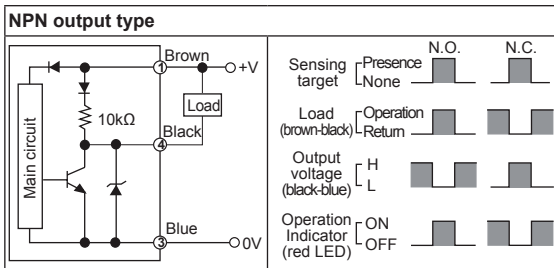 NPN output type
Brown
1
+V
Load
10kΩ
Black
4
Main circuit
Blue
3
0V
N.O. N.C.
Sensing target
Presence
None
Load
(brown-black)
Operation
Return
Output voltage
(black-blue)
H
L
Operation Indicator
(red LED)
ON
OFF